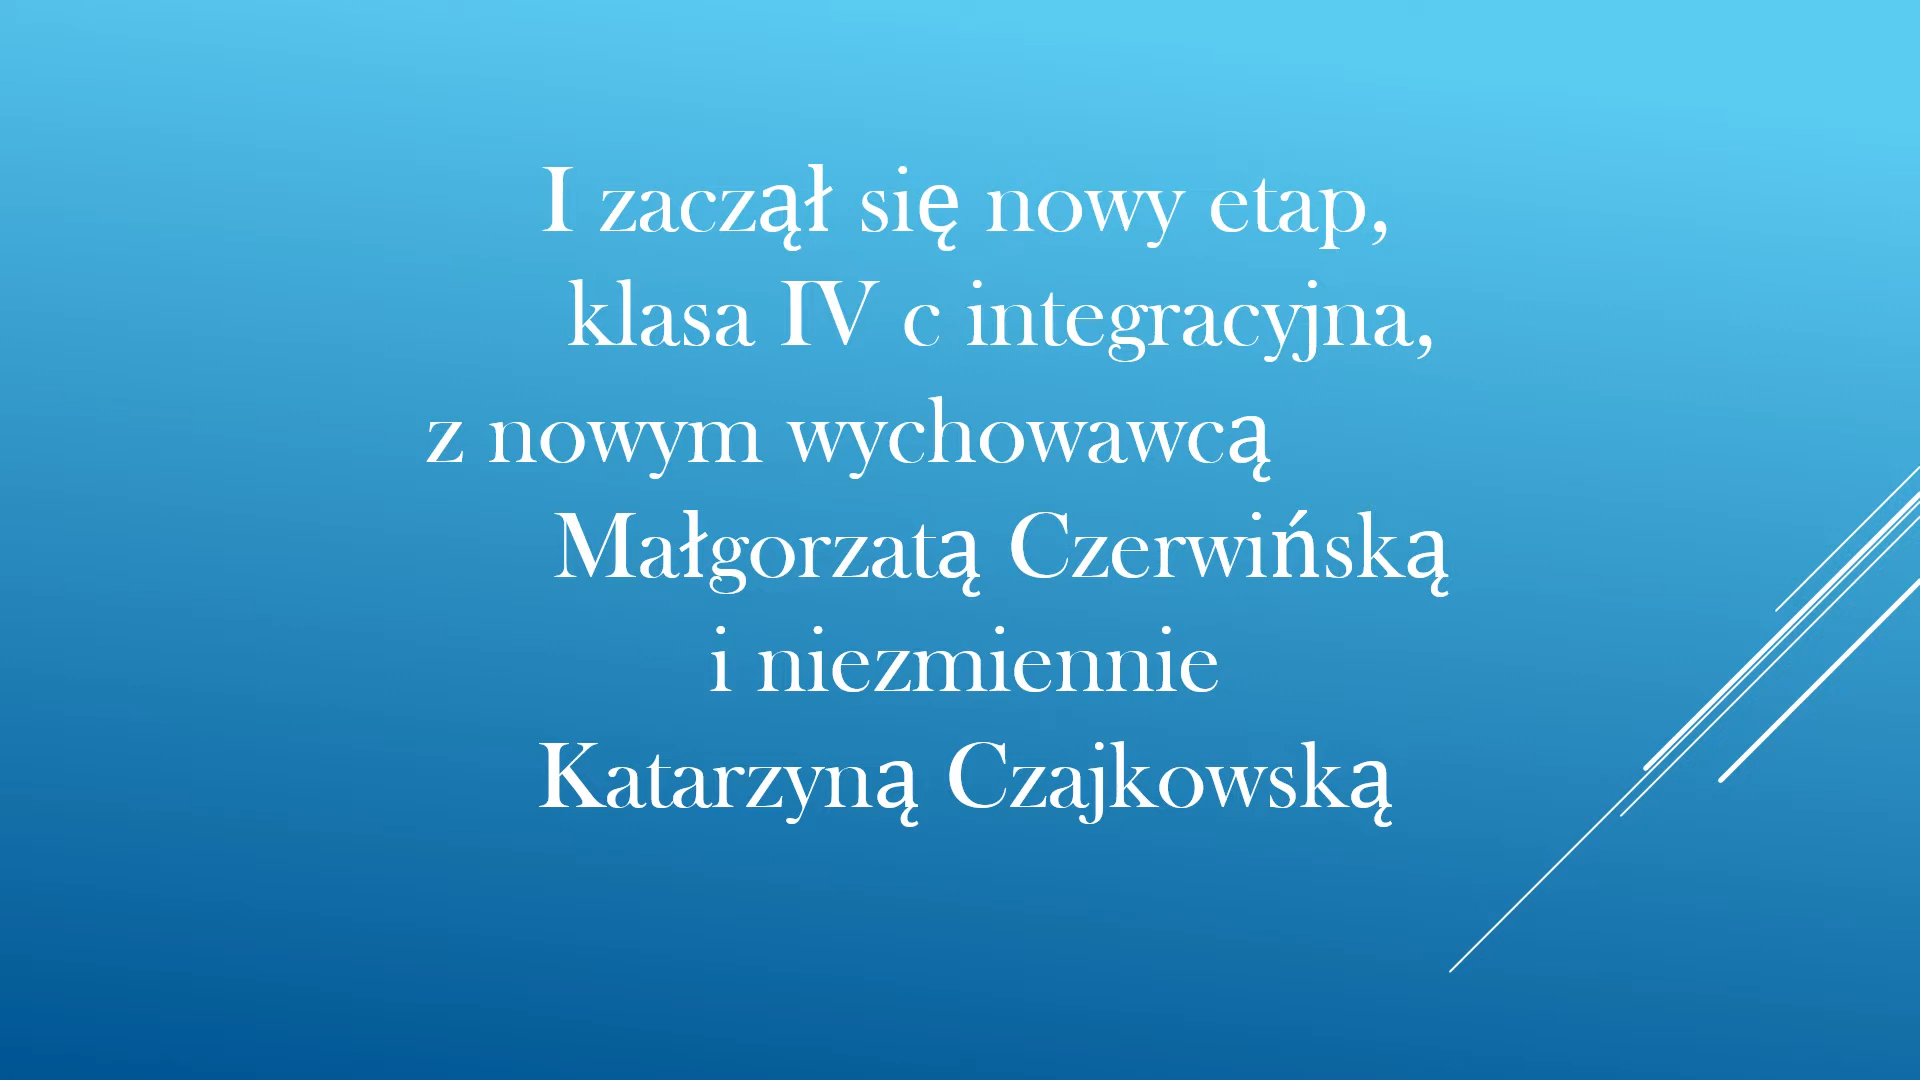 I zaczął się nowy etap,
klasa IV c integracyjna,
z nowym wychowawcą
Małgorzatą Czerwińską
i niezmiennie
Katarzyną Czajkowską